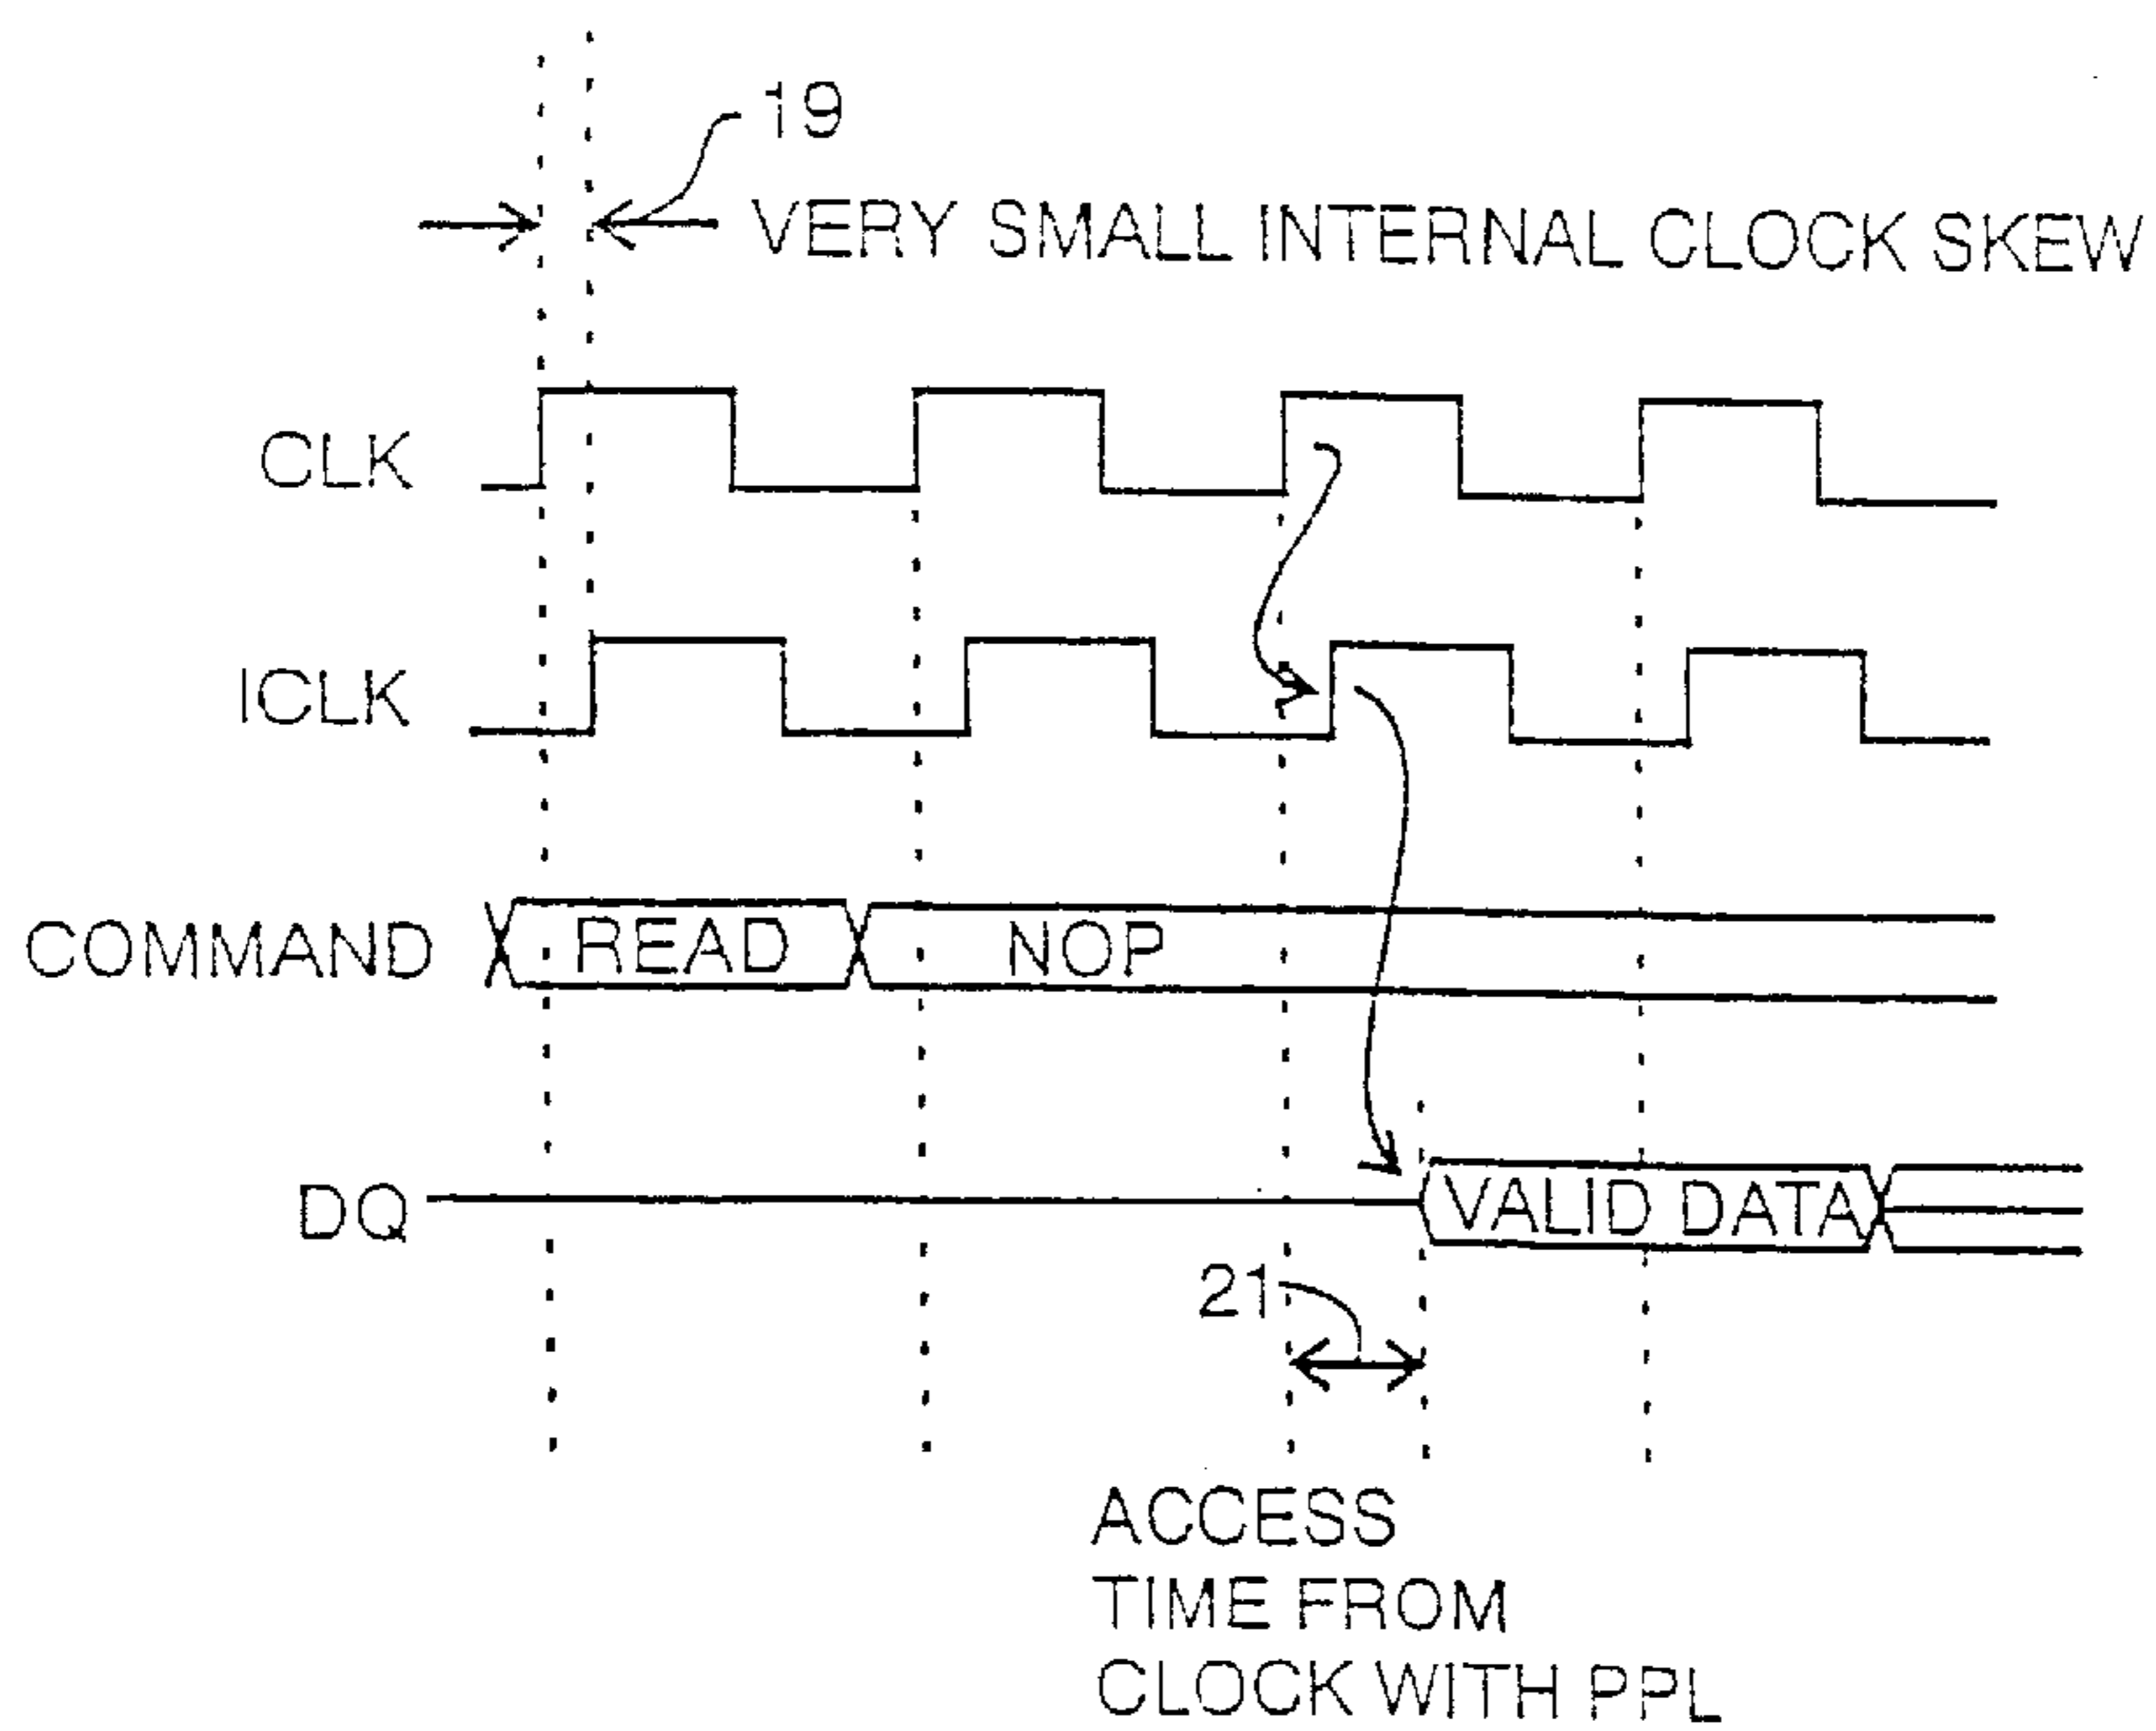 19
VERY SMALL INTERNAL CLOCK SKEW
CLK
ICLK
COMMAND READ NOP
DQ VALID DATA
21
ACCESS
TIME FROM
CLOCK WITH PPL